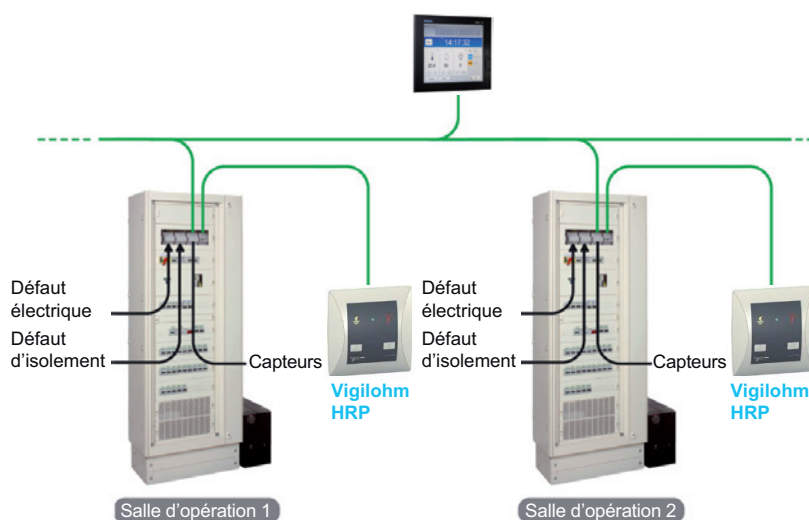 14:17:32
Défaut
électrique
Défaut
d'isolement
Capteurs
Vigilohm
HRP
Salle d'opération 1
Défaut
électrique
Défaut
d'isolement
Capteurs
Vigilohm
HRP
Salle d'opération 2